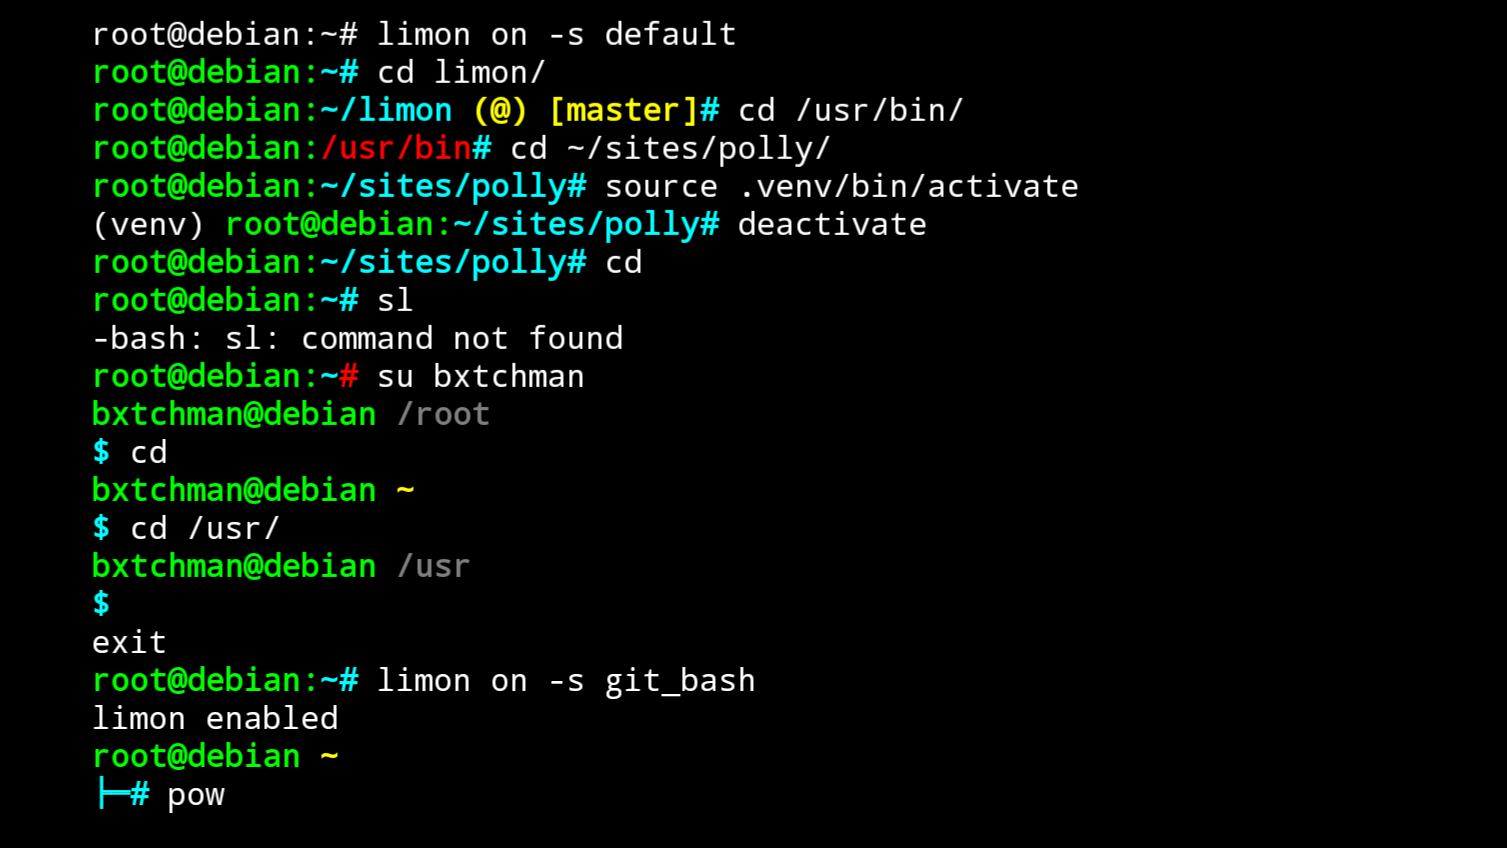 root@debian:~# limon on -s default
root@debian:~# cd limon/
root@debian:~/limon (@) [master]# cd /usr/bin/
root@debian:/usr/bin# cd ~/sites/polly/
root@debian:~/sites/polly# source .venv/bin/activate
(venv) root@debian:~/sites/polly# deactivate
root@debian:~/sites/polly# cd
root@debian:~# sl
-bash: sl: command not found
root@debian:~# su bxtchman
bxtchman@debian /root
$ cd
bxtchman@debian ~
$ cd /usr/
bxtchman@debian /usr
$
exit
root@debian:~# limon on -s git_bash
limon enabled
root@debian ~
├─# pow